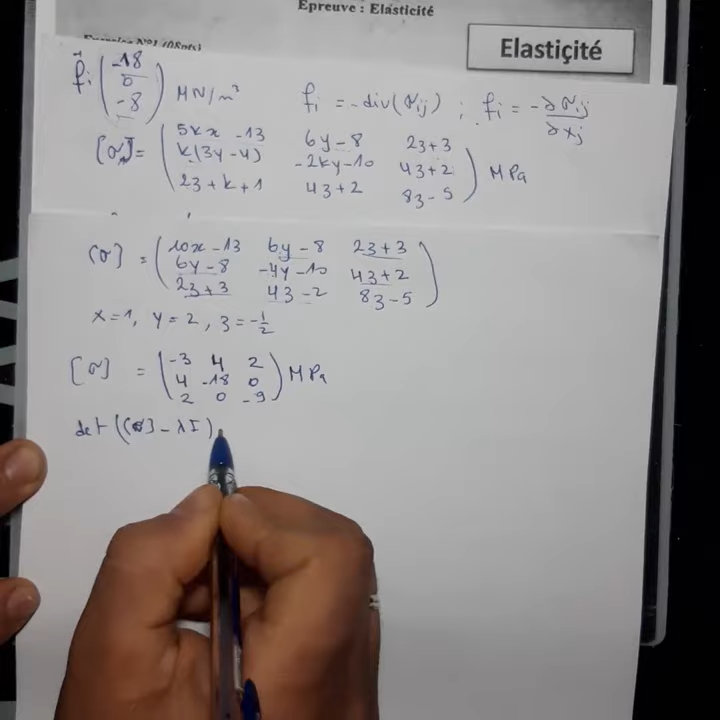 Epreuve : Elasticité
Elastiçité
f⃗i (-18 0 -8) MN/m³ fi = -div(σij) ; fi = -∂σij/∂xj
[σ] = (5kx -13 6y-8 2z+3
k(3y-4) -2ky-10 4z+2
2z+k+1 4z+2 8z-5) MPa
[σ] = (10x-13 6y-8 2z+3
6y-8 -4y-10 4z+2
2z+3 4z-2 8z-5)
x=1, y=2, z=-1/2
[σ] = (-3 4 2
4 -18 0
2 0 -9) MPa
det ([σ] - λI)